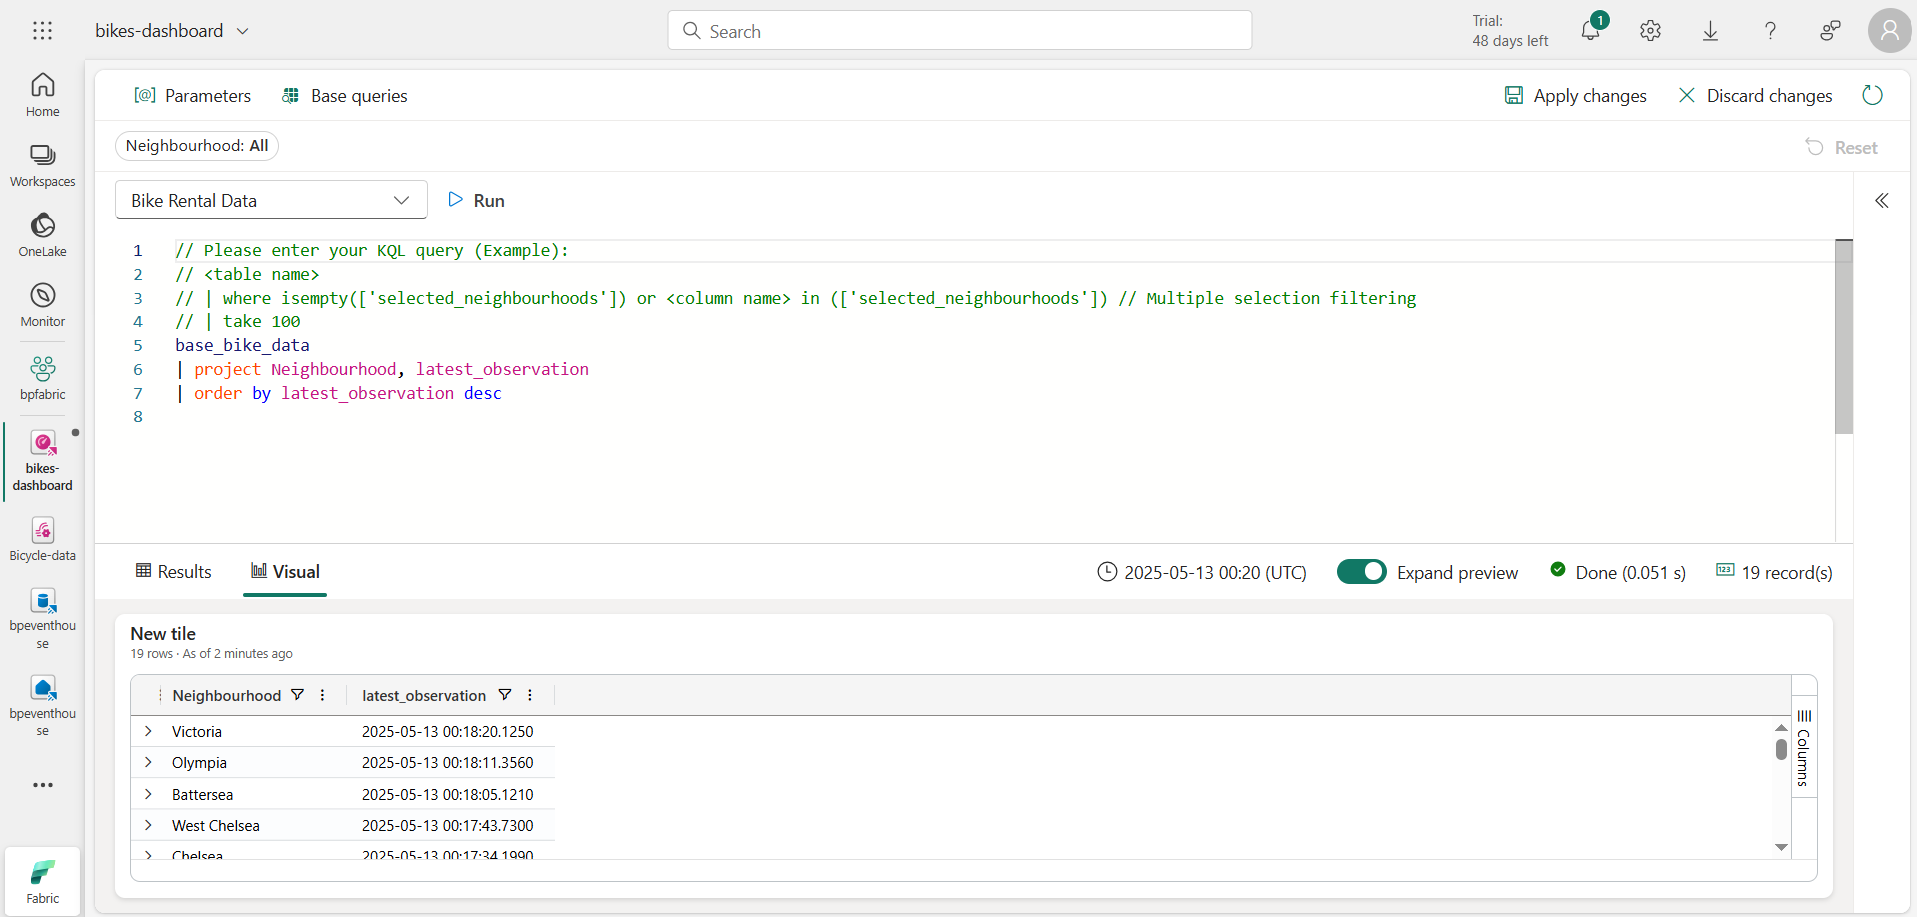 bikes-dashboard
Search
Trial:
48 days left
1
Home
Workspaces
OneLake
Monitor
bpfabric
bikes-
dashboard
Bicycle-data
bpeventhou
se
bpeventhou
se
Fabric
Parameters
Base queries
Apply changes
Discard changes
Neighbourhood: All
Reset
Bike Rental Data
Run
1 // Please enter your KQL query (Example):
2 // <table name>
3 // | where isempty(['selected_neighbourhoods']) or <column name> in (['selected_neighbourhoods']) // Multiple selection filtering
4 // | take 100
5 base_bike_data
6 | project Neighbourhood, latest_observation
7 | order by latest_observation desc
8
Results
Visual
2025-05-13 00:20 (UTC)
Expand preview
Done (0.051 s)
19 record(s)
New tile
19 rows · As of 2 minutes ago
Neighbourhood latest_observation
Victoria 2025-05-13 00:18:20.1250
Olympia 2025-05-13 00:18:11.3560
Battersea 2025-05-13 00:18:05.1210
West Chelsea 2025-05-13 00:17:43.7300
Chelsea 2025-05-13 00:17:34.1990
Columns